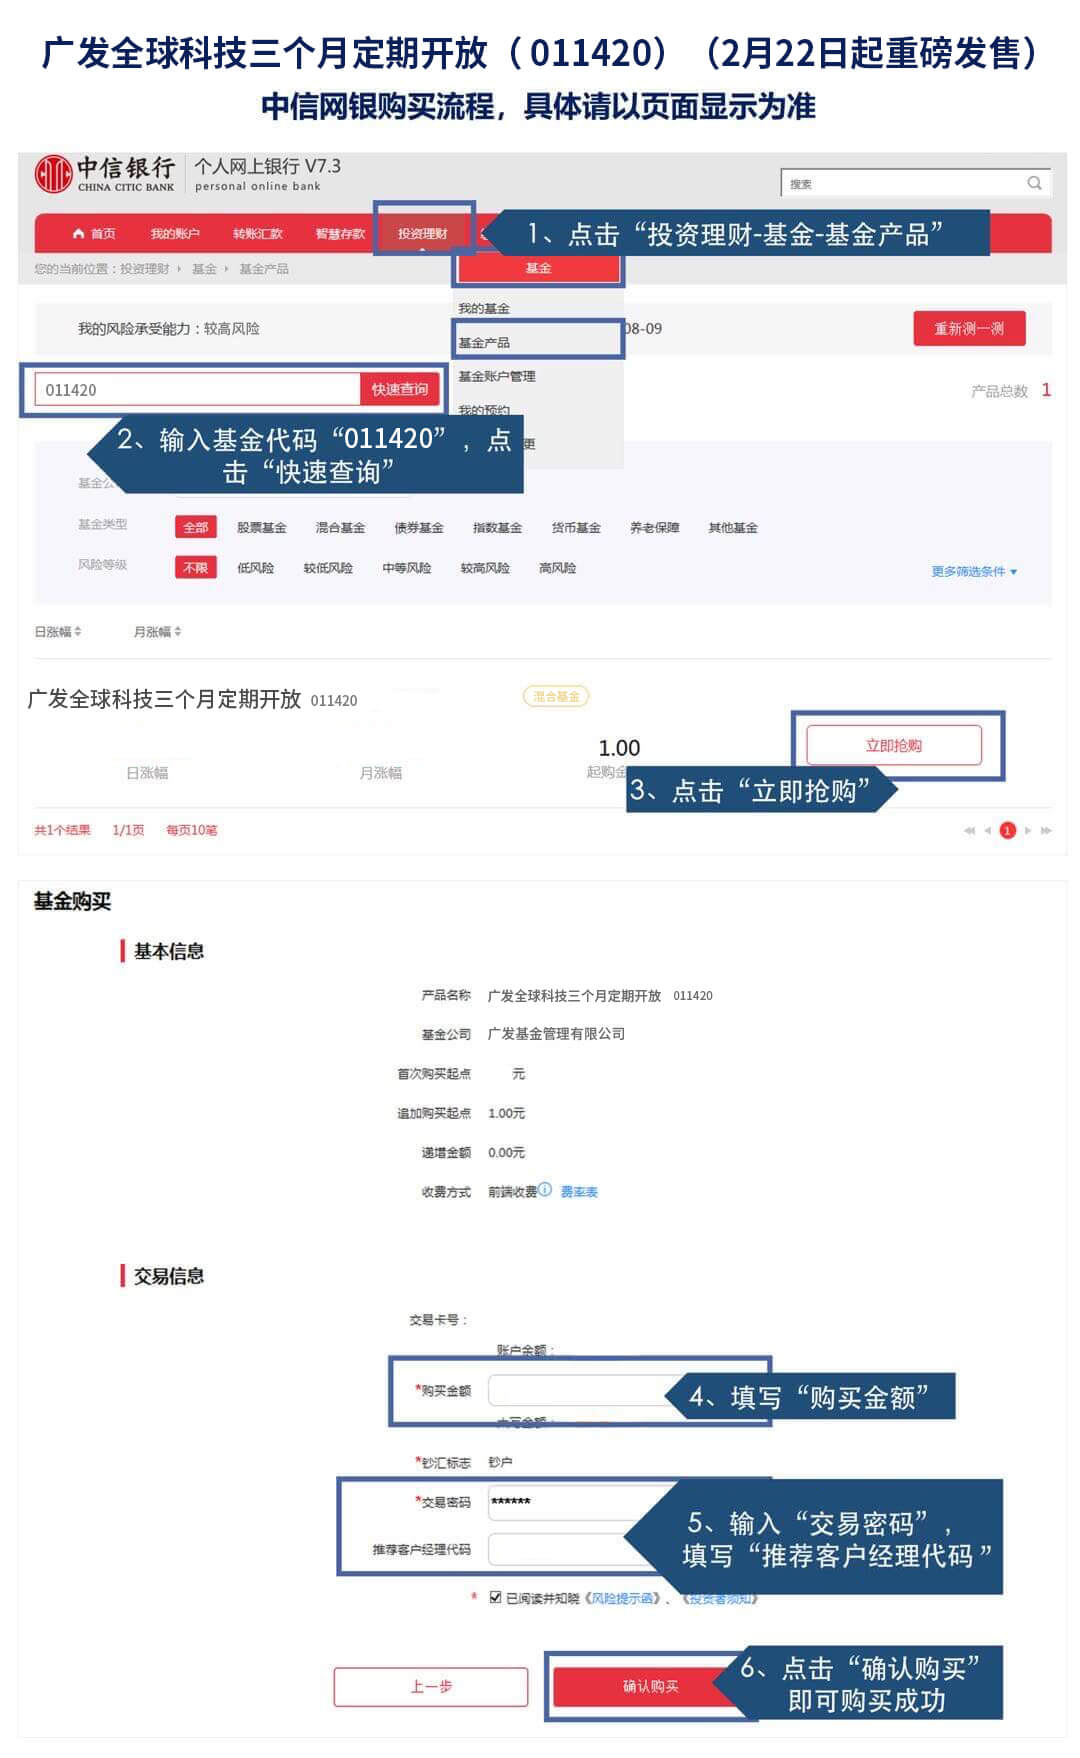 广发全球科技三个月定期开放（011420）（2月22日起重磅发售）
中信网银购买流程，具体请以页面显示为准
中信银行 个人网上银行 V7.3
CHINA CITIC BANK personal online bank
搜索
首页 我的账户 转账汇款 智慧存款 投资理财
1、点击“投资理财-基金-基金产品”
您的当前位置：投资理财 基金 基金产品
基金
我的基金
我的风险承受能力：较高风险 08-09 重新测一测
基金产品
基金账户管理
011420 快速查询 产品总数 1
我的预约
更
2、输入基金代码“011420”，点
击“快速查询”
基金公
基金类型 全部 股票基金 混合基金 债券基金 指数基金 货币基金 养老保障 其他基金
风险等级 不限 低风险 较低风险 中等风险 较高风险 高风险
更多筛选条件
日涨幅 月涨幅
广发全球科技三个月定期开放 011420 混合基金
1.00 立即抢购
日涨幅 月涨幅 起购金
3、点击“立即抢购”
共1个结果 1/1页 每页10笔 1
基金购买
基本信息
产品名称 广发全球科技三个月定期开放 011420
基金公司 广发基金管理有限公司
首次购买起点 元
追加购买起点 1.00元
递增金额 0.00元
收费方式 前端收费 费率表
交易信息
交易卡号：
账户余额：
*购买金额
4、填写“购买金额”
大写金额：
*钞汇标志 钞户
*交易密码 ******
推荐客户经理代码
5、输入“交易密码”，
填写“推荐客户经理代码”
* 已阅读并知晓《风险提示函》、《投资者须知》
上一步 确认购买
6、点击“确认购买”
即可购买成功